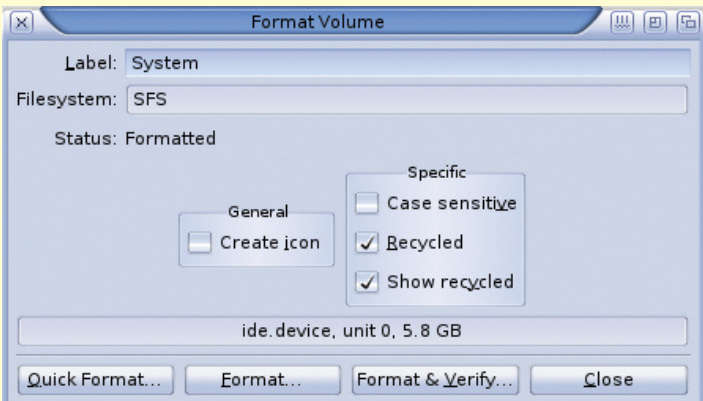 Format Volume
Label: System
Filesystem: SFS
Status: Formatted
General
Create icon
Specific
Case sensitive
Recycled
Show recycled
ide.device, unit 0, 5.8 GB
Quick Format...
Format...
Format & Verify...
Close